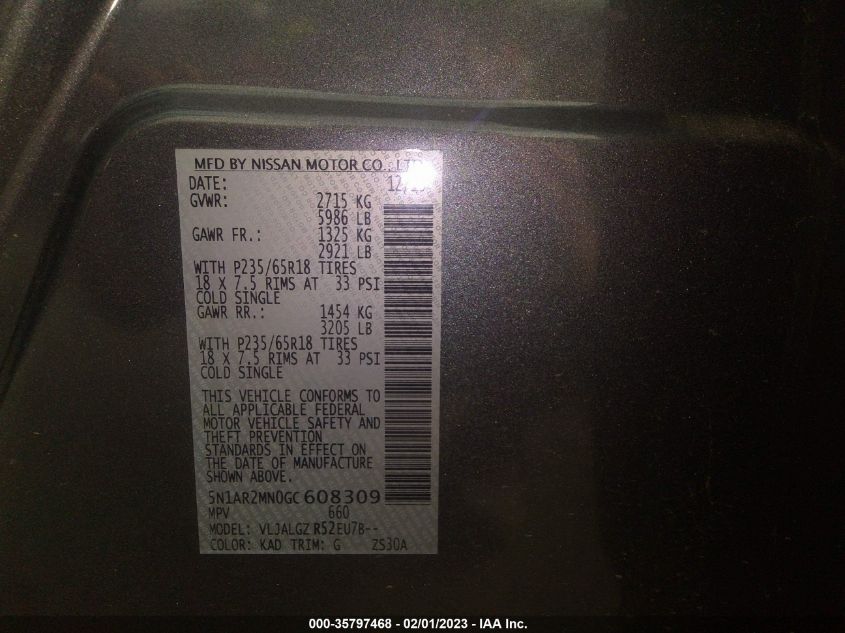 MFD BY NISSAN MOTOR CO.,LTD
DATE: 12/15
GVWR: 2715 KG
5986 LB
GAWR FR.: 1325 KG
2921 LB
WITH P235/65R18 TIRES
18 X 7.5 RIMS AT 33 PSI
COLD SINGLE
GAWR RR.: 1454 KG
3205 LB
WITH P235/65R18 TIRES
18 X 7.5 RIMS AT 33 PSI
COLD SINGLE
THIS VEHICLE CONFORMS TO
ALL APPLICABLE FEDERAL
MOTOR VEHICLE SAFETY AND
THEFT PREVENTION
STANDARDS IN EFFECT ON
THE DATE OF MANUFACTURE
SHOWN ABOVE.
5N1AR2MN0GC608309
MPV 660
MODEL: VLJALGZ R52EU7B--
COLOR: KAD TRIM: G ZS30A
000-35797468 - 02/01/2023 - IAA Inc.